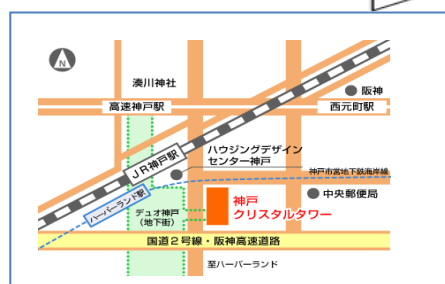 N
湊川神社
阪神
高速神戸駅
西元町駅
JR神戸駅
ハウジングデザイン
センター神戸
神戸市営地下鉄海岸線
ハーバーランド駅
中央郵便局
神戸
クリスタルタワー
デュオ神戸
(地下街)
国道2号線・阪神高速道路
至ハーバーランド